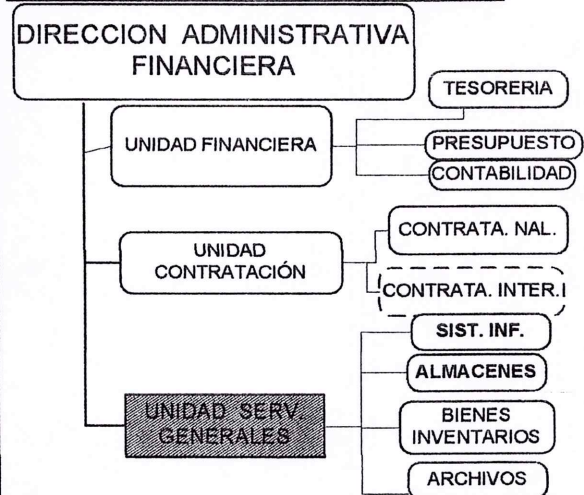 DIRECCION ADMINISTRATIVA
FINANCIERA
UNIDAD FINANCIERA
TESORERIA
PRESUPUESTO
CONTABILIDAD
UNIDAD
CONTRATACIÓN
CONTRATA. NAL.
CONTRATA. INTER.
UNIDAD SERV.
GENERALES
SIST. INF.
ALMACENES
BIENES
INVENTARIOS
ARCHIVOS